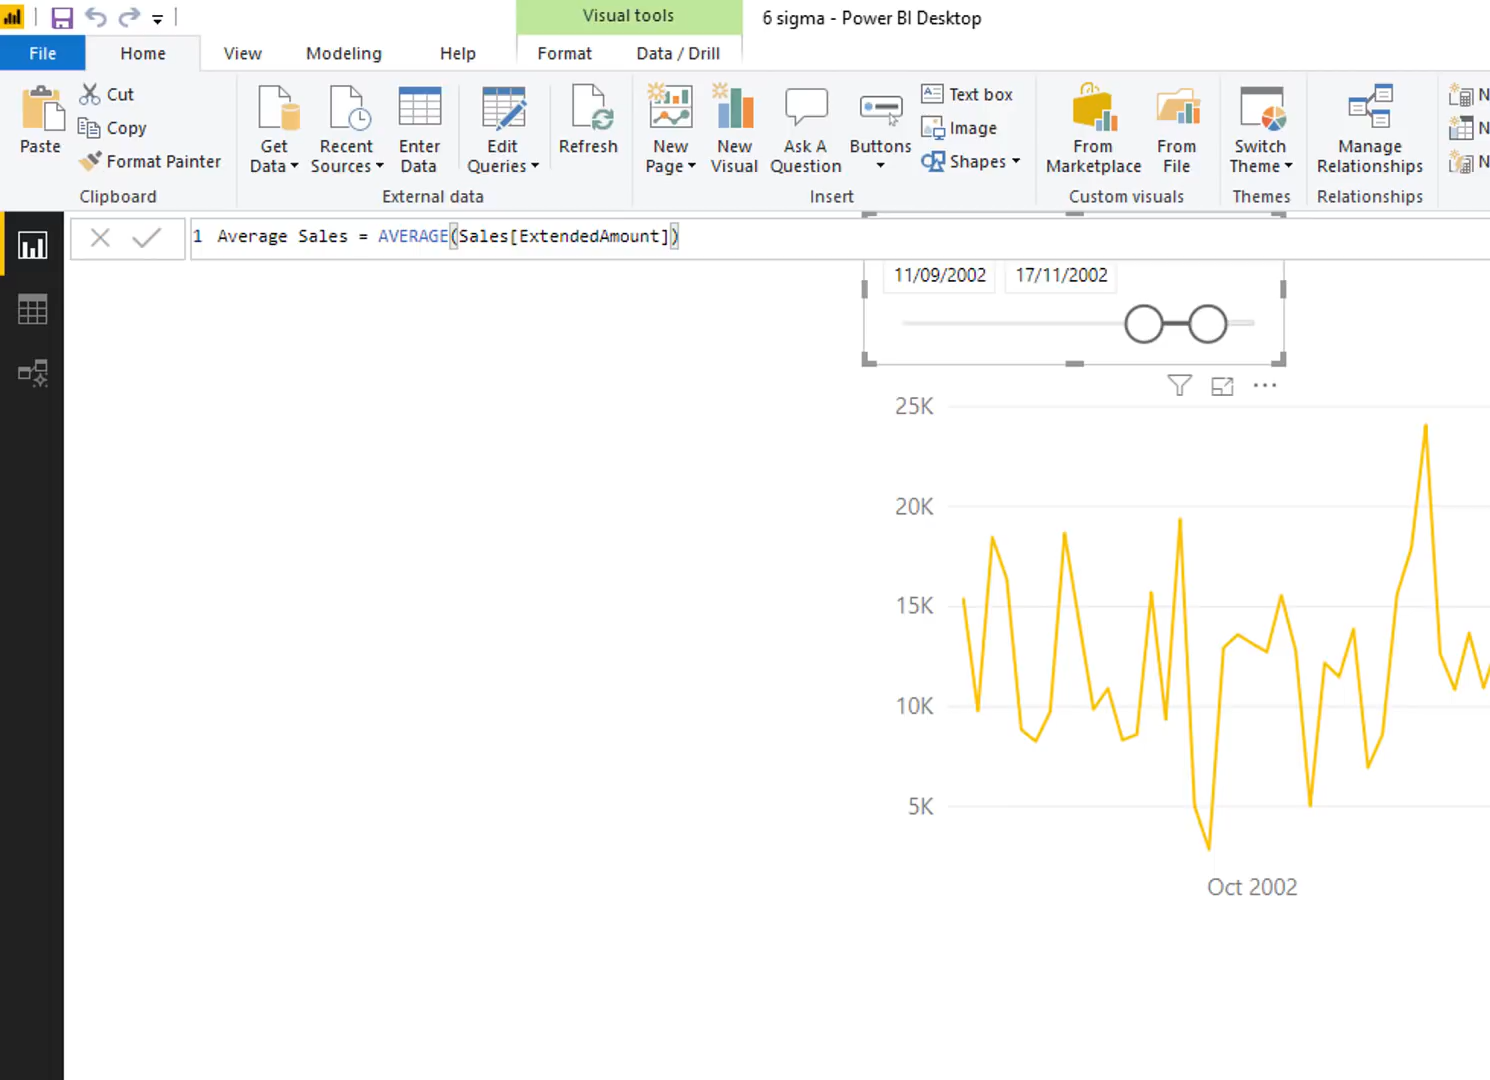 Visual tools
6 sigma - Power BI Desktop
File Home View Modeling Help Format Data / Drill
Paste
Cut
Copy
Format Painter
Clipboard
Get Data
Recent Sources
Enter Data
Edit Queries
Refresh
External data
New Page
New Visual
Ask A Question
Buttons
Text box
Image
Shapes
Insert
From Marketplace
From File
Custom visuals
Switch Theme
Themes
Manage Relationships
Relationships
N
N
N
1 Average Sales = AVERAGE(Sales[ExtendedAmount])
11/09/2002 17/11/2002
25K
20K
15K
10K
5K
Oct 2002